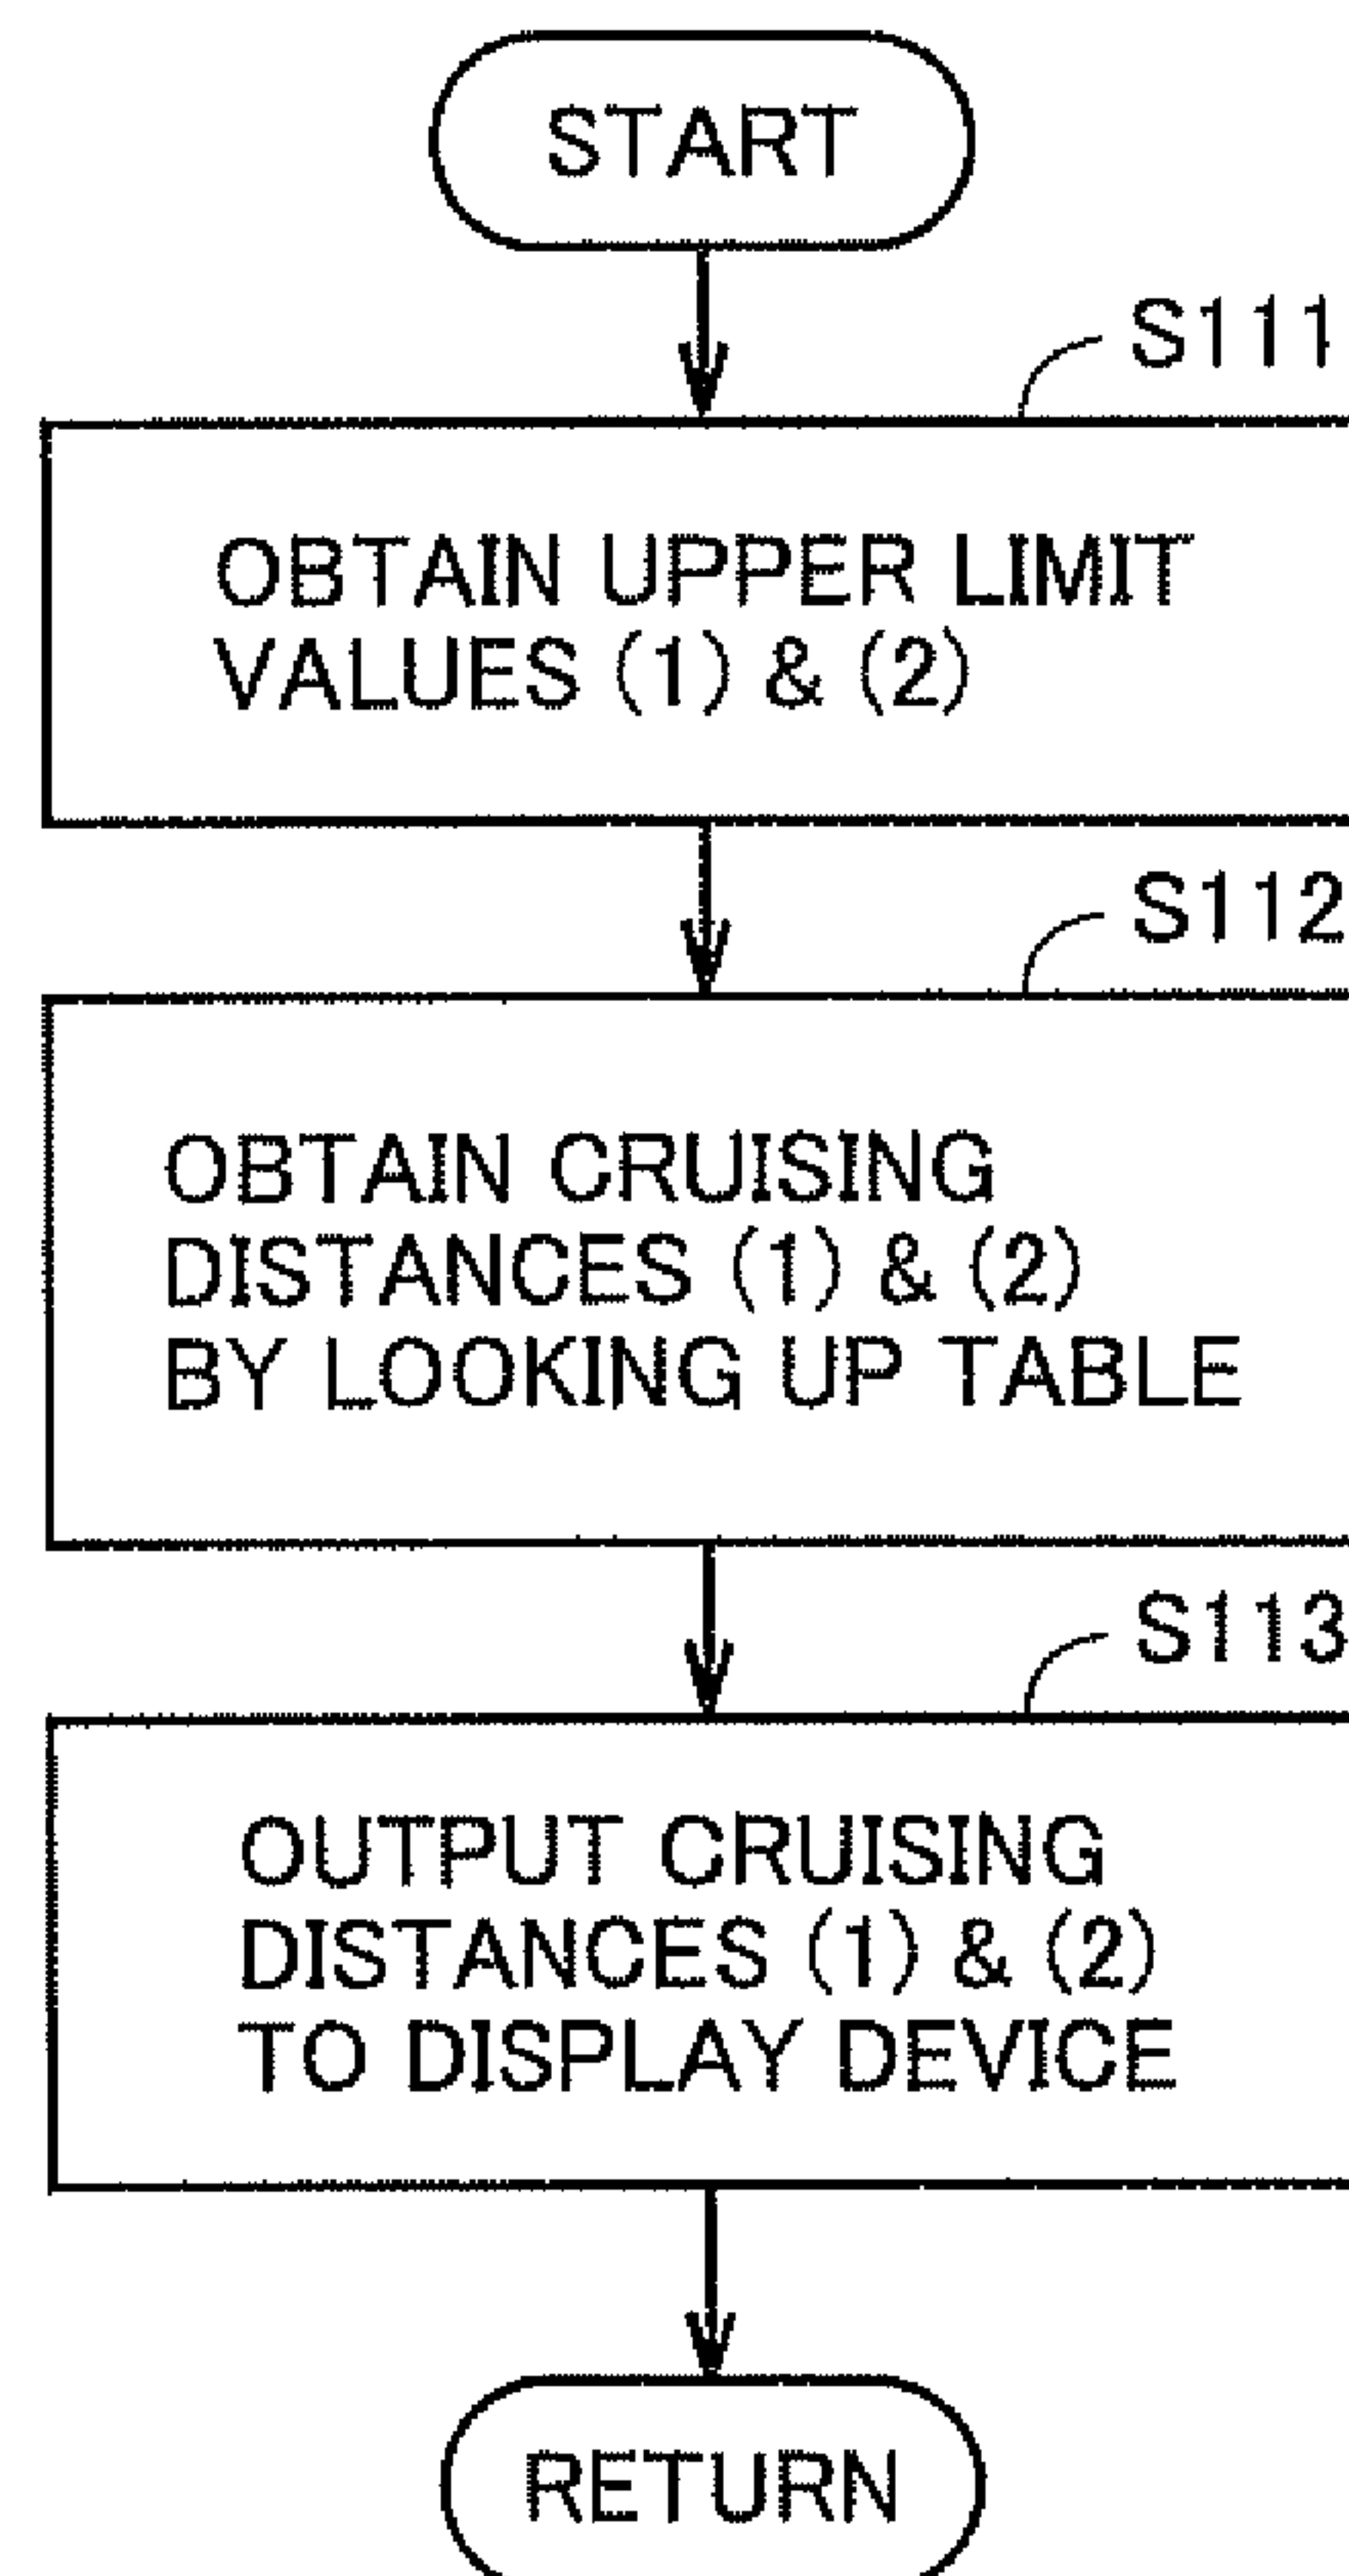 START
S111
OBTAIN UPPER LIMIT
VALUES (1) & (2)
S112
OBTAIN CRUISING
DISTANCES (1) & (2)
BY LOOKING UP TABLE
S113
OUTPUT CRUISING
DISTANCES (1) & (2)
TO DISPLAY DEVICE
RETURN